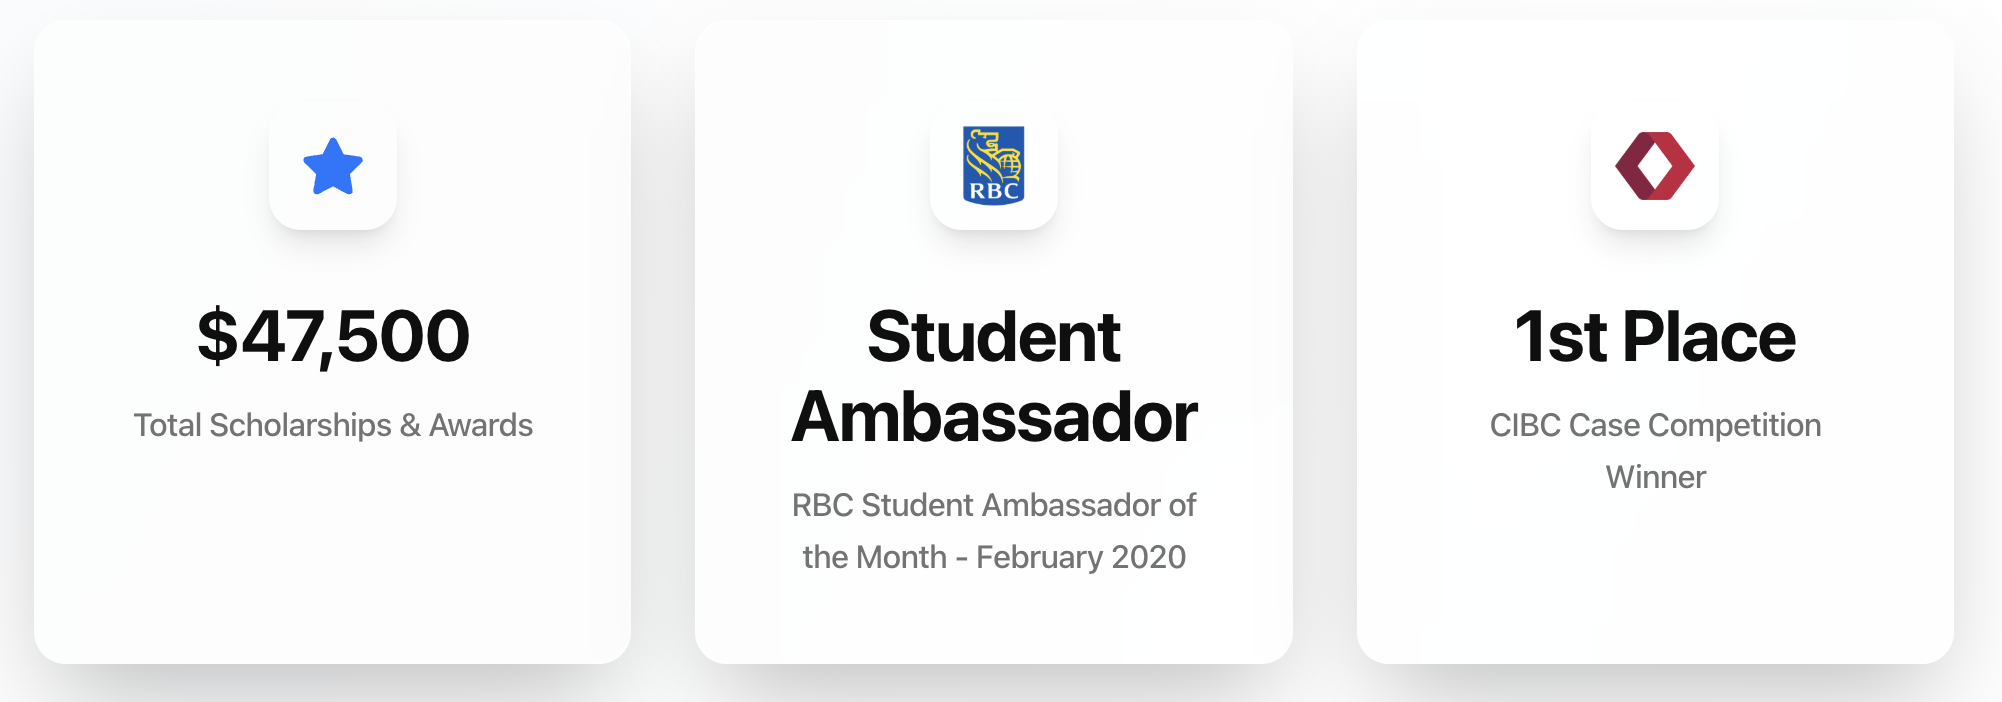 $47,500
Total Scholarships & Awards
RBC
Student
Ambassador
RBC Student Ambassador of
the Month - February 2020
1st Place
CIBC Case Competition
Winner